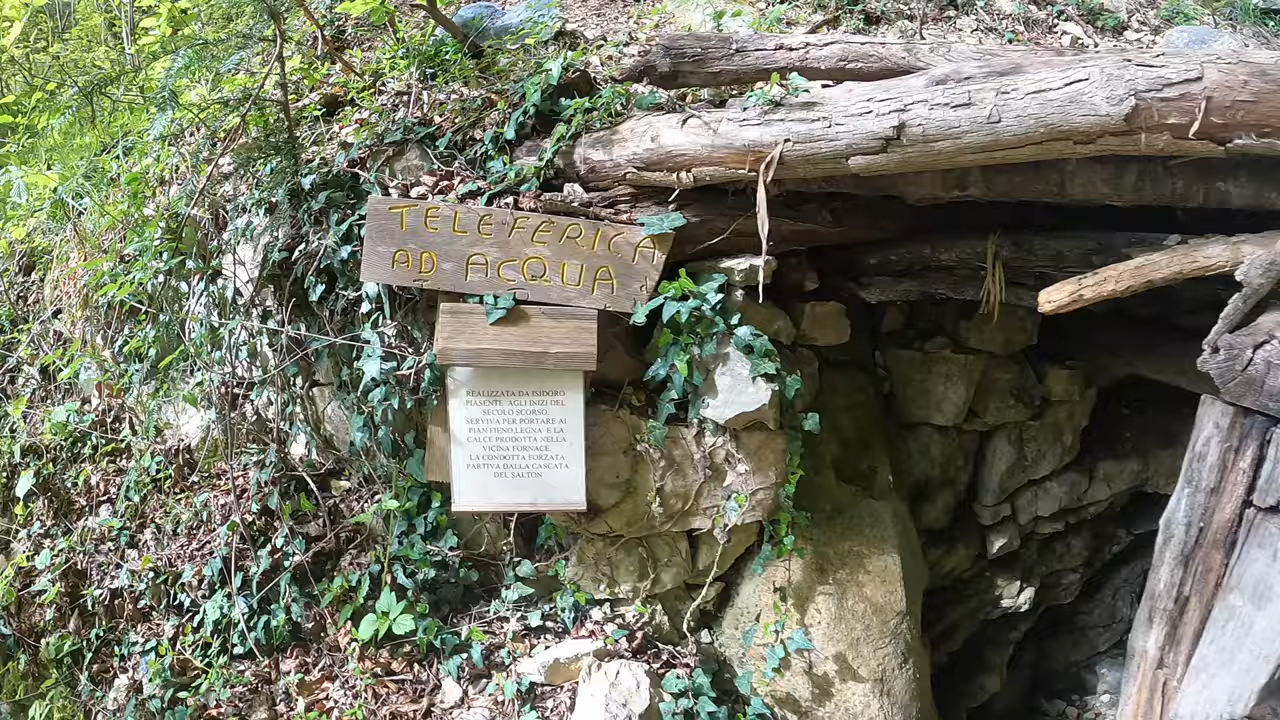 TELEFERICA
AD ACQUA
REALIZZATA DA ISIDORO
PIASENTE AGLI INIZI DEL
SECOLO SCORSO.
SERVIVA PER PORTARE AI
PIAN FIENO,LEGNA E LA
CALCE PRODOTTA NELLA
VICINA FORNACE.
LA CONDOTTA FORZATA
PARTIVA DALLA CASCATA
DEL SALTON